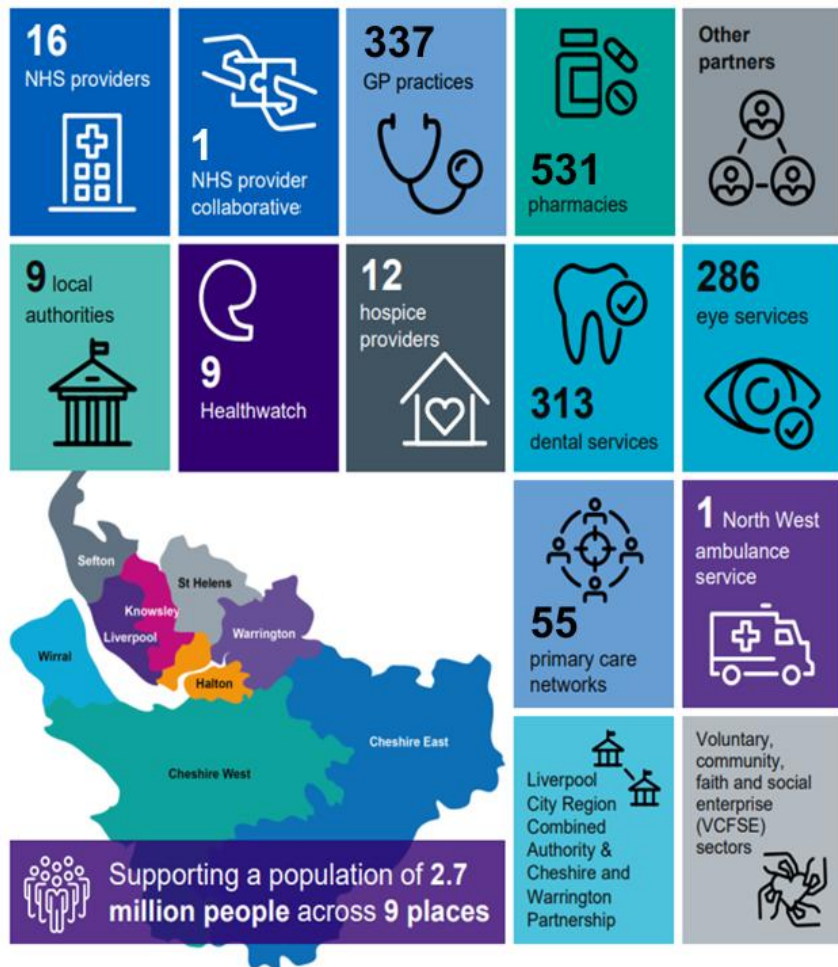 16
NHS providers
1
NHS provider
collaborative
337
GP practices
531
pharmacies
Other
partners
9 local
authorities
9
Healthwatch
12
hospice
providers
313
dental services
286
eye services
Sefton
St Helens
Knowsley
Liverpool
Warrington
Wirral
Halton
Cheshire East
Cheshire West
Supporting a population of 2.7
million people across 9 places
55
primary care
networks
1 North West
ambulance
service
Liverpool
City Region
Combined
Authority &
Cheshire and
Warrington
Partnership
Voluntary,
community,
faith and social
enterprise
(VCFSE)
sectors